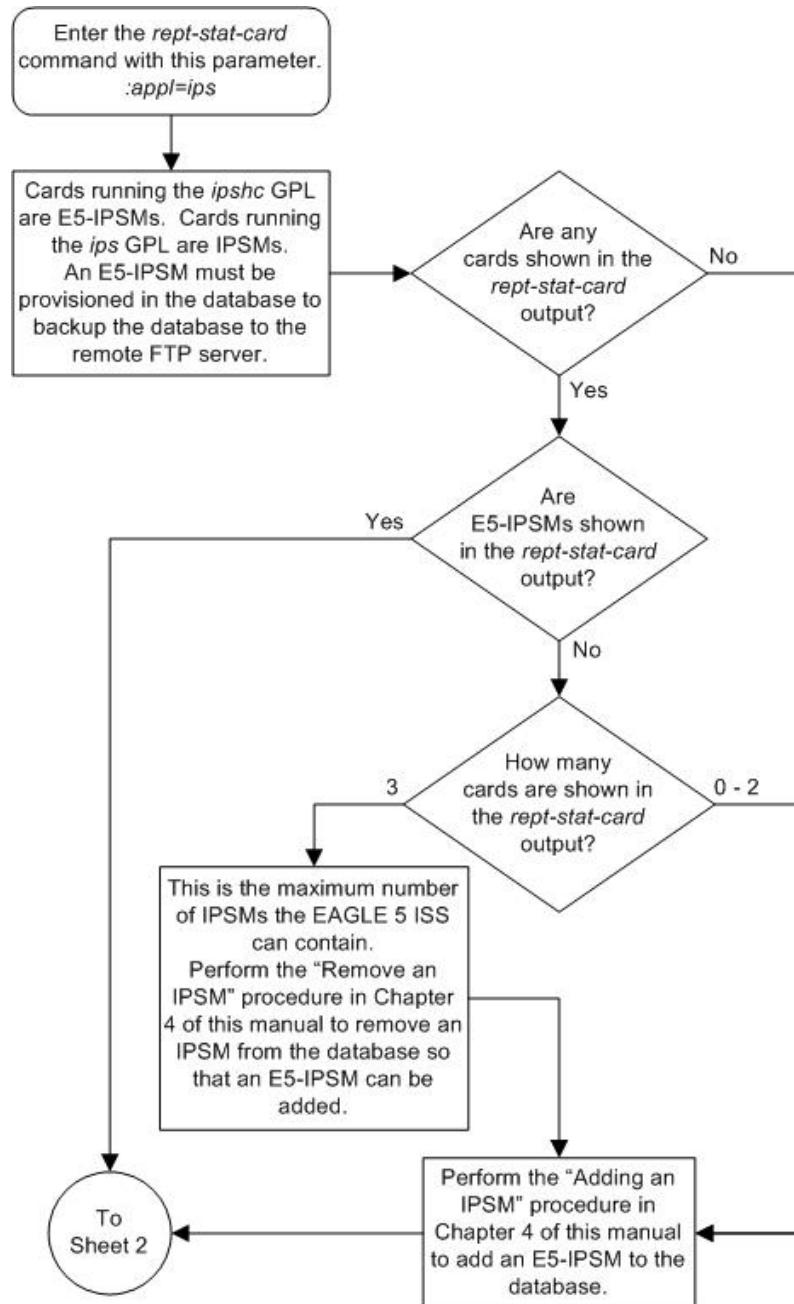 Enter the rept-stat-card
command with this parameter.
:appl=ips
Cards running the ipshc GPL
are E5-IPSMs. Cards running
the ips GPL are IPSMs.
An E5-IPSM must be
provisioned in the database to
backup the database to the
remote FTP server.
Are any
cards shown in the
rept-stat-card
output?
No
Yes
Are
E5-IPSMs shown
in the rept-stat-card
output?
Yes
No
How many
cards are shown in
the rept-stat-card
output?
3
0 - 2
This is the maximum number
of IPSMs the EAGLE 5 ISS
can contain.
Perform the “Remove an
IPSM” procedure in Chapter
4 of this manual to remove an
IPSM from the database so
that an E5-IPSM can be
added.
Perform the “Adding an
IPSM” procedure in
Chapter 4 of this manual
to add an E5-IPSM to the
database.
To
Sheet 2